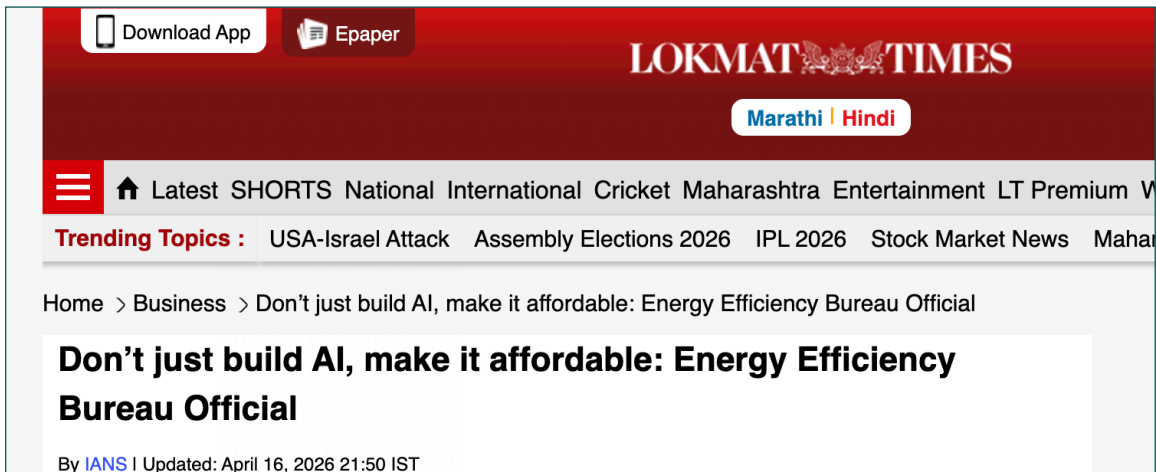 Download App Epaper
LOKMAT TIMES
Marathi | Hindi
Latest SHORTS National International Cricket Maharashtra Entertainment LT Premium
Trending Topics : USA-Israel Attack Assembly Elections 2026 IPL 2026 Stock Market News
Home > Business > Don’t just build AI, make it affordable: Energy Efficiency Bureau Official
Don’t just build AI, make it affordable: Energy Efficiency
Bureau Official
By IANS | Updated: April 16, 2026 21:50 IST